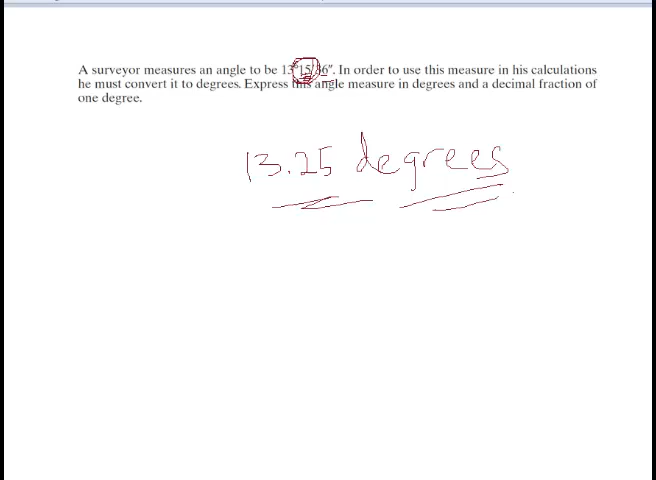 A surveyor measures an angle to be 13°15′36″. In order to use this measure in his calculations
he must convert it to degrees. Express this angle measure in degrees and a decimal fraction of
one degree.
13.25 degrees